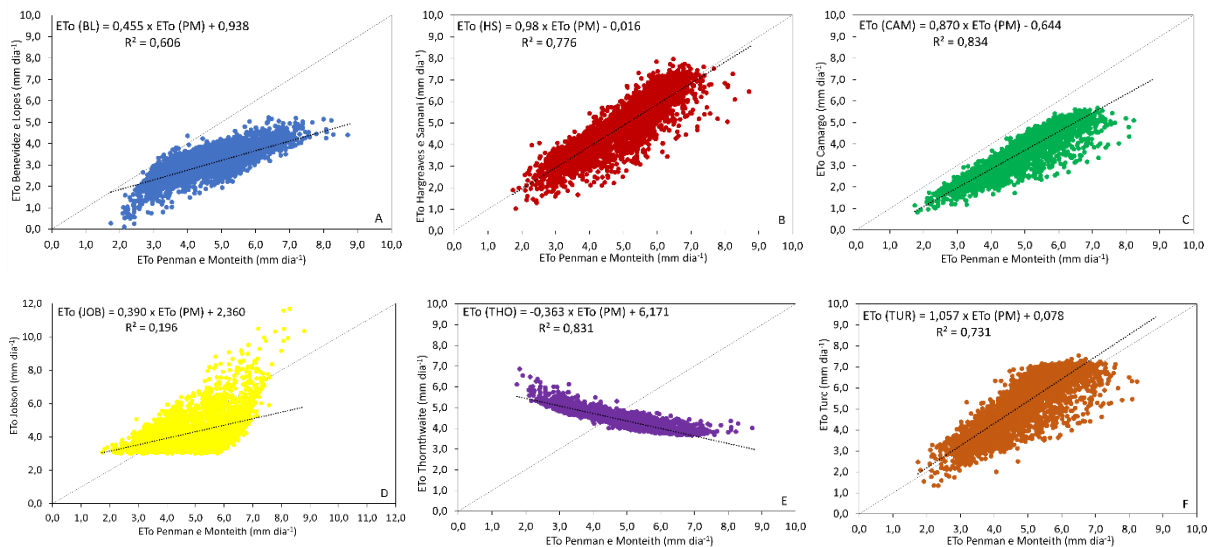 ETo (BL) = 0,455 x ETo (PM) + 0,938
R² = 0,606
10,0
9,0
8,0
7,0
6,0
5,0
4,0
3,0
2,0
1,0
0,0
ETo Benevidez e Lopes (mm dia⁻¹)
A
0,0 1,0 2,0 3,0 4,0 5,0 6,0 7,0 8,0 9,0 10,0
ETo Penman e Monteith (mm dia⁻¹)
ETo (HS) = 0,98 x ETo (PM) - 0,016
R² = 0,776
10,0
9,0
8,0
7,0
6,0
5,0
4,0
3,0
2,0
1,0
0,0
ETo Hargreaves e Samani (mm dia⁻¹)
B
0,0 1,0 2,0 3,0 4,0 5,0 6,0 7,0 8,0 9,0 10,0
ETo Penman e Monteith (mm dia⁻¹)
ETo (CAM) = 0,870 x ETo (PM) - 0,644
R² = 0,834
10,0
9,0
8,0
7,0
6,0
5,0
4,0
3,0
2,0
1,0
0,0
ETo Camargo (mm dia⁻¹)
C
0,0 1,0 2,0 3,0 4,0 5,0 6,0 7,0 8,0 9,0 10,0
ETo Penman e Monteith (mm dia⁻¹)
ETo (JOB) = 0,390 x ETo (PM) + 2,360
R² = 0,196
12,0
10,0
8,0
6,0
4,0
2,0
0,0
ETo Jobson (mm dia⁻¹)
D
0,0 1,0 2,0 3,0 4,0 5,0 6,0 7,0 8,0 9,0 10,0 11,0 12,0
ETo Penman e Monteith (mm dia⁻¹)
ETo (THO) = -0,363 x ETo (PM) + 6,171
R² = 0,831
10,0
9,0
8,0
7,0
6,0
5,0
4,0
3,0
2,0
1,0
0,0
ETo Thornthwaite (mm dia⁻¹)
E
0,0 1,0 2,0 3,0 4,0 5,0 6,0 7,0 8,0 9,0 10,0
ETo Penman e Monteith (mm dia⁻¹)
ETo (TUR) = 1,057 x ETo (PM) + 0,078
R² = 0,731
10,0
9,0
8,0
7,0
6,0
5,0
4,0
3,0
2,0
1,0
0,0
ETo Turc (mm dia⁻¹)
F
0,0 1,0 2,0 3,0 4,0 5,0 6,0 7,0 8,0 9,0 10,0
ETo Penman e Monteith (mm dia⁻¹)